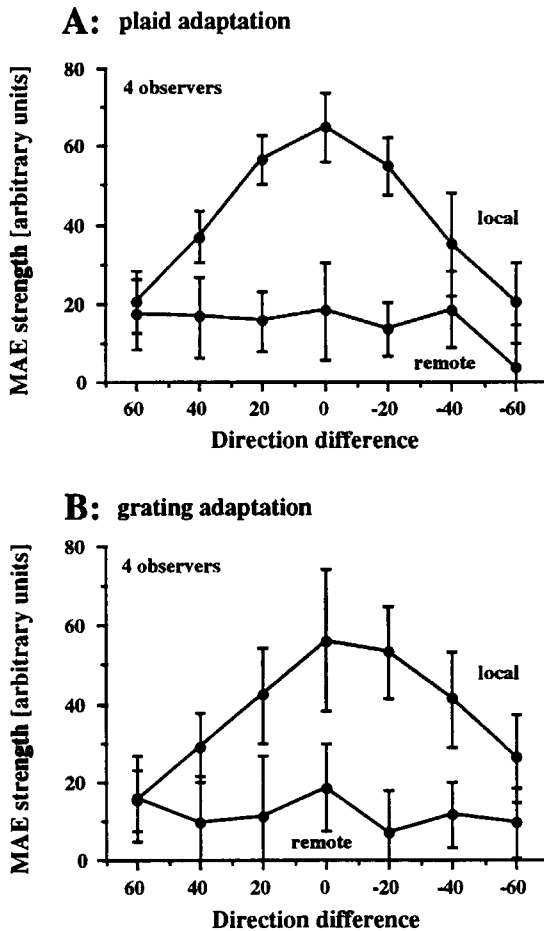 A: plaid adaptation
80
4 observers
60
40
local
20
remote
0
60 40 20 0 -20 -40 -60
MAE strength [arbitrary units]
Direction difference
B: grating adaptation
80
4 observers
60
local
40
20
remote
0
60 40 20 0 -20 -40 -60
MAE strength [arbitrary units]
Direction difference